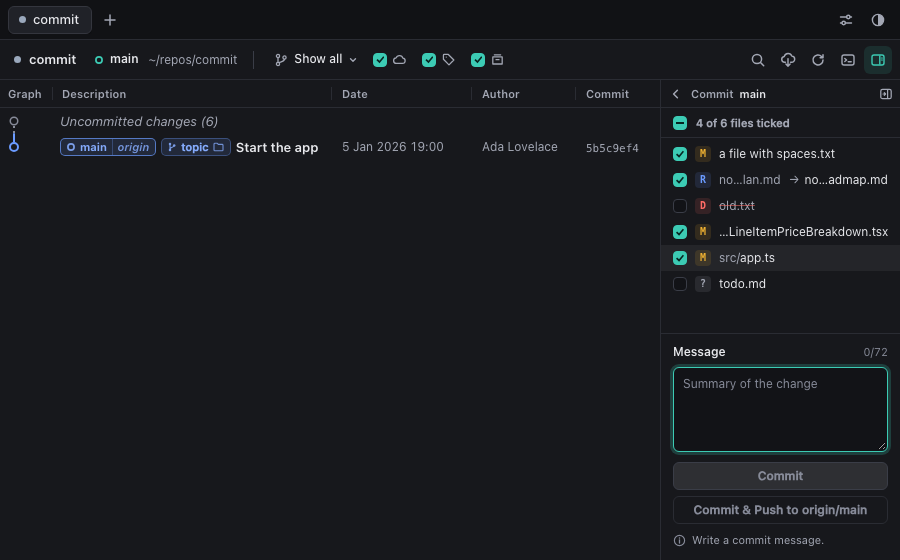 commit
commit main ~/repos/commit Show all
Graph Description Date Author Commit
Commit main
Uncommitted changes (6)
4 of 6 files ticked
main origin topic Start the app 5 Jan 2026 19:00 Ada Lovelace 5b5c9ef4
M a file with spaces.txt
R no...lan.md → no...admap.md
D old.txt
M ...LineItemPriceBreakdown.tsx
M src/app.ts
? todo.md
Message 0/72
Summary of the change
Commit
Commit & Push to origin/main
Write a commit message.